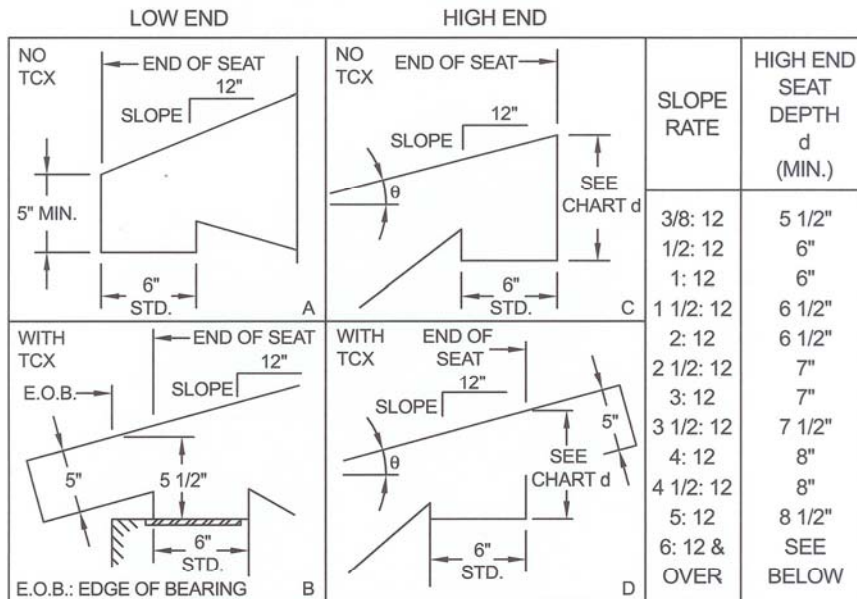 LOW END
HIGH END
NO
TCX
END OF SEAT
12"
SLOPE
5" MIN.
6"
STD.
A
NO
TCX
END OF SEAT
12"
SLOPE
θ
SEE
CHART d
6"
STD.
C
WITH
TCX
END OF SEAT
12"
SLOPE
E.O.B.
5"
5 1/2"
6"
STD.
E.O.B.: EDGE OF BEARING
B
WITH
TCX
END OF
SEAT
12"
SLOPE
θ
5"
SEE
CHART d
6"
STD.
D
SLOPE
RATE
HIGH END
SEAT
DEPTH
d
(MIN.)
3/8: 12 5 1/2"
1/2: 12 6"
1: 12 6"
1 1/2: 12 6 1/2"
2: 12 6 1/2"
2 1/2: 12 7"
3: 12 7"
3 1/2: 12 7 1/2"
4: 12 8"
4 1/2: 12 8"
5: 12 8 1/2"
6: 12 & SEE
OVER BELOW